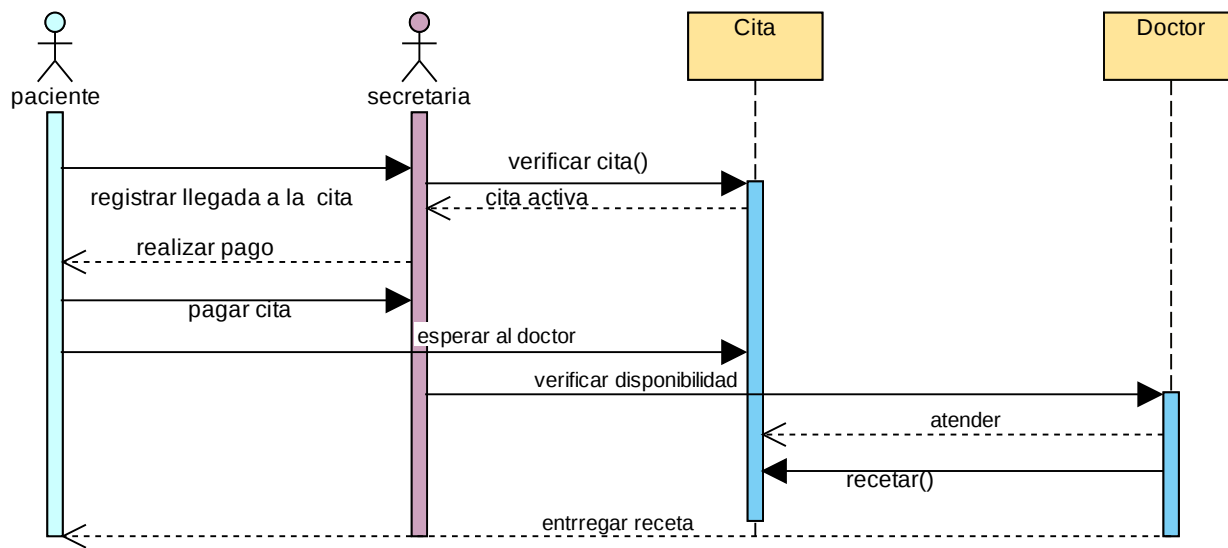 Cita
Doctor
paciente
secretaria
verificar cita()
registrar llegada a la cita
cita activa
realizar pago
pagar cita
esperar al doctor
verificar disponibilidad
atender
recetar()
entrregar receta